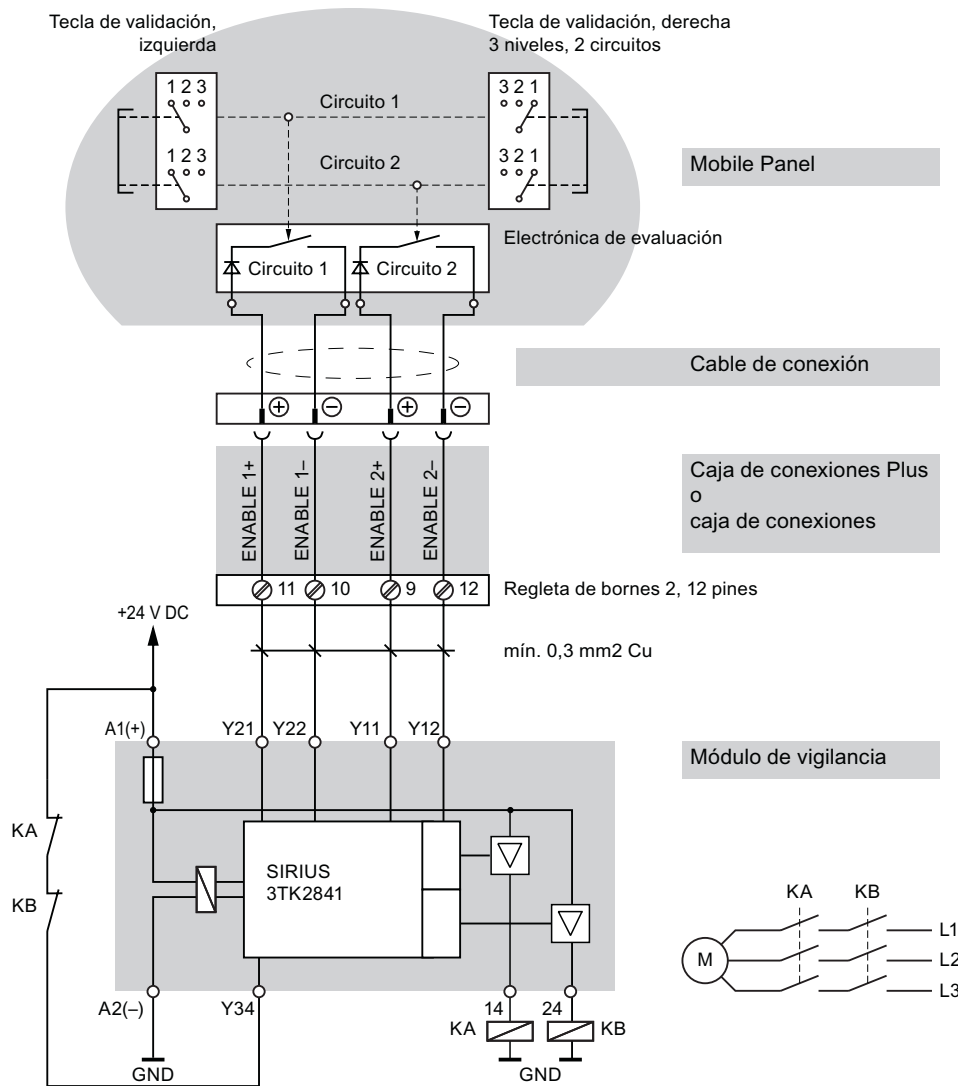 Tecla de validación,
izquierda
Tecla de validación, derecha
3 niveles, 2 circuitos
1 2 3
3 2 1
Circuito 1
1 2 3
3 2 1
Circuito 2
Mobile Panel
Electrónica de evaluación
Circuito 1
Circuito 2
Cable de conexión
+
−
+
−
ENABLE 1+
ENABLE 1–
ENABLE 2+
ENABLE 2–
Caja de conexiones Plus
o
caja de conexiones
11
10
9
12
Regleta de bornes 2, 12 pines
+24 V DC
mín. 0,3 mm2 Cu
A1(+)
Y21
Y22
Y11
Y12
Módulo de vigilancia
KA
KB
SIRIUS
3TK2841
KA
KB
M
L1
L2
L3
A2(–)
Y34
14
24
KA
KB
GND
GND